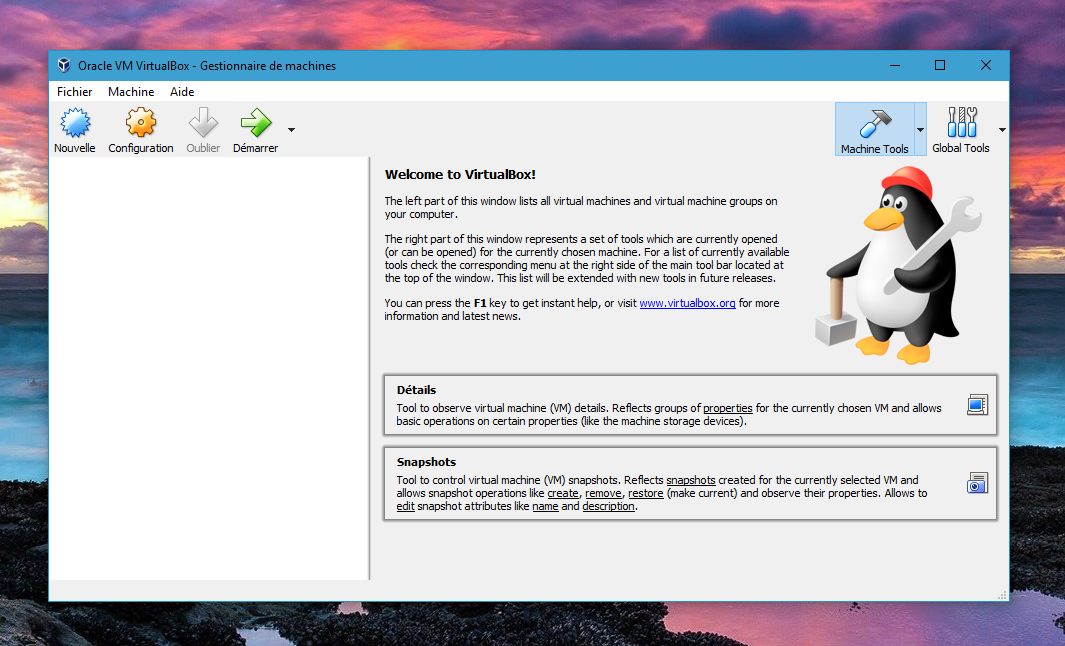 Oracle VM VirtualBox - Gestionnaire de machines
Fichier Machine Aide
Nouvelle Configuration Oublier Démarrer Machine Tools Global Tools
Welcome to VirtualBox!
The left part of this window lists all virtual machines and virtual machine groups on
your computer.
The right part of this window represents a set of tools which are currently opened
(or can be opened) for the currently chosen machine. For a list of currently available
tools check the corresponding menu at the right side of the main tool bar located at
the top of the window. This list will be extended with new tools in future releases.
You can press the F1 key to get instant help, or visit www.virtualbox.org for more
information and latest news.
Détails
Tool to observe virtual machine (VM) details. Reflects groups of properties for the currently chosen VM and allows
basic operations on certain properties (like the machine storage devices).
Snapshots
Tool to control virtual machine (VM) snapshots. Reflects snapshots created for the currently selected VM and
allows snapshot operations like create, remove, restore (make current) and observe their properties. Allows to
edit snapshot attributes like name and description.